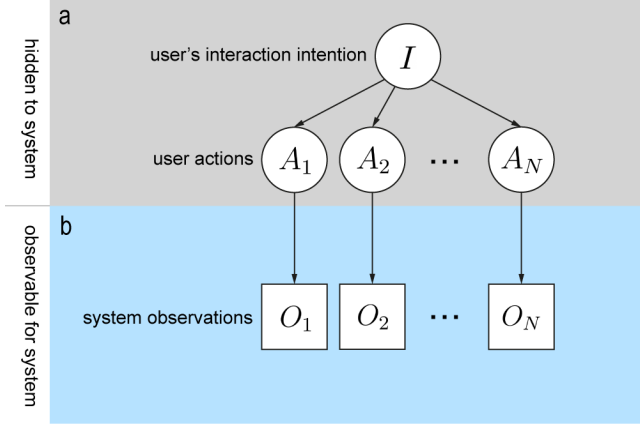 a
hidden to system
user's interaction intention
I
user actions
A1 A2 ... AN
b
observable for system
system observations
O1 O2 ... ON